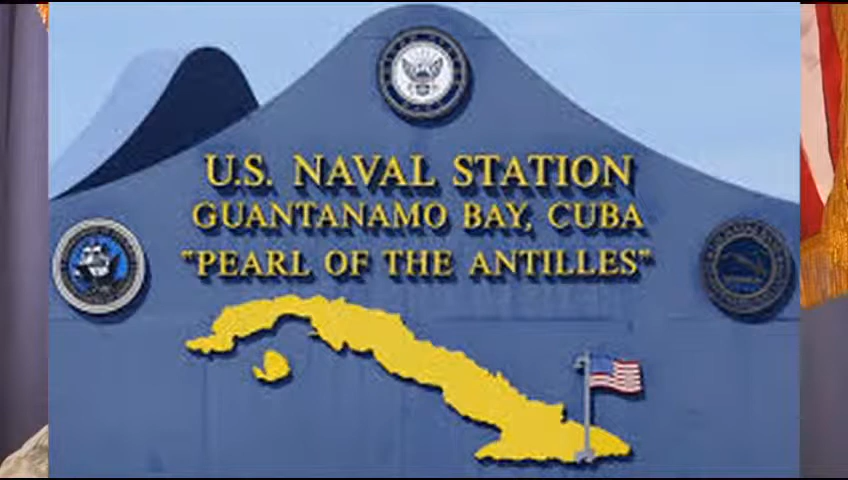 U.S. NAVAL STATION
GUANTANAMO BAY, CUBA
"PEARL OF THE ANTILLES"